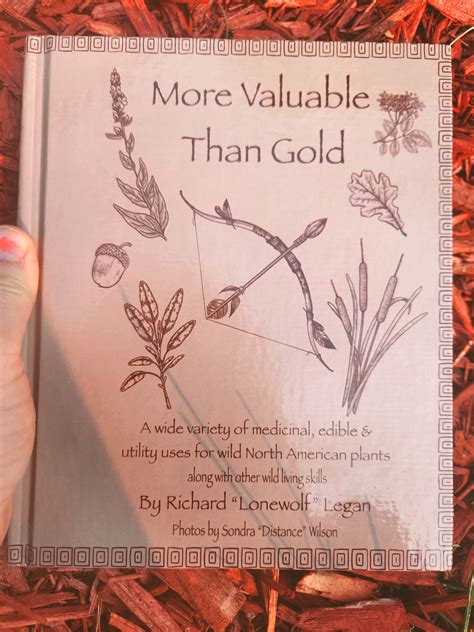 More Valuable
Than Gold
A wide variety of medicinal, edible &
utility uses for wild North American plants
along with other wild living skills
By Richard "Lonewolf" Legan
Photos by Sondra "Distance" Wilson